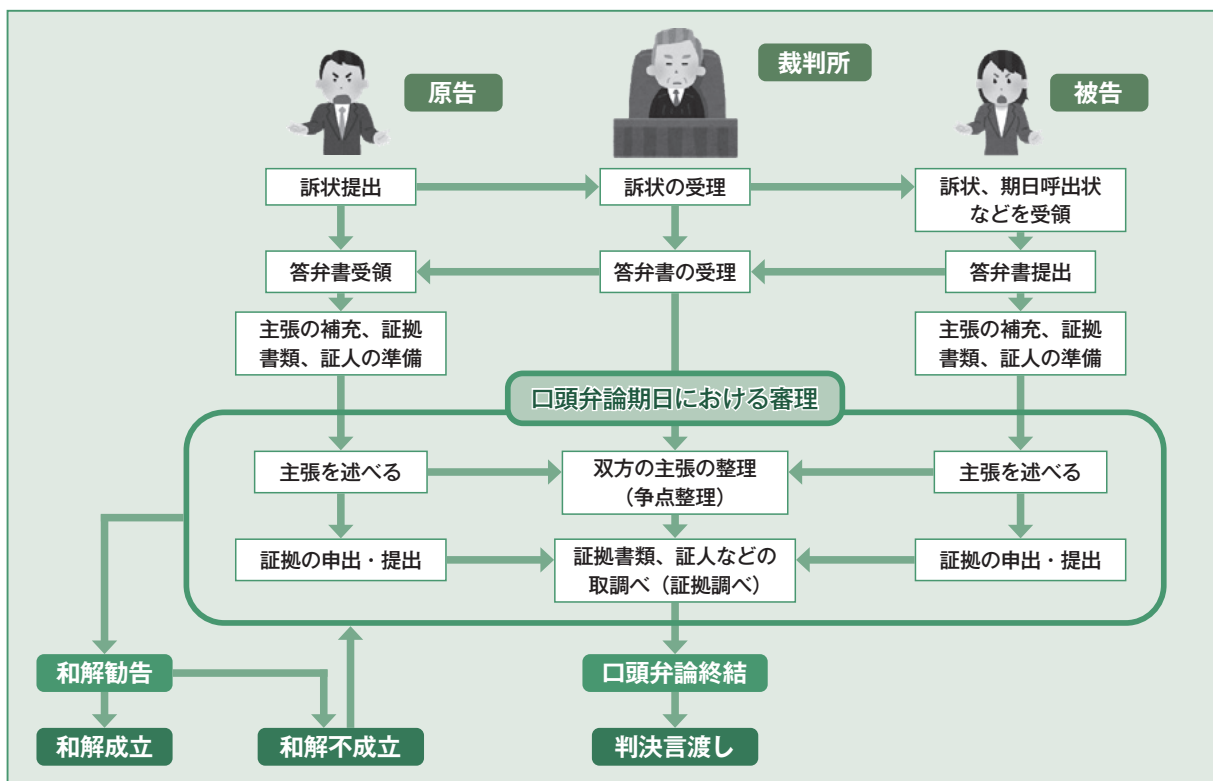 原告
裁判所
被告
訴状提出
訴状の受理
訴状、期日呼出状
などを受領
答弁書受領
答弁書の受理
答弁書提出
主張の補充、証拠
書類、証人の準備
主張の補充、証拠
書類、証人の準備
口頭弁論期日における審理
主張を述べる
双方の主張の整理
（争点整理）
主張を述べる
証拠の申出・提出
証拠書類、証人などの
取調べ（証拠調べ）
証拠の申出・提出
和解勧告
口頭弁論終結
和解成立
和解不成立
判決言渡し